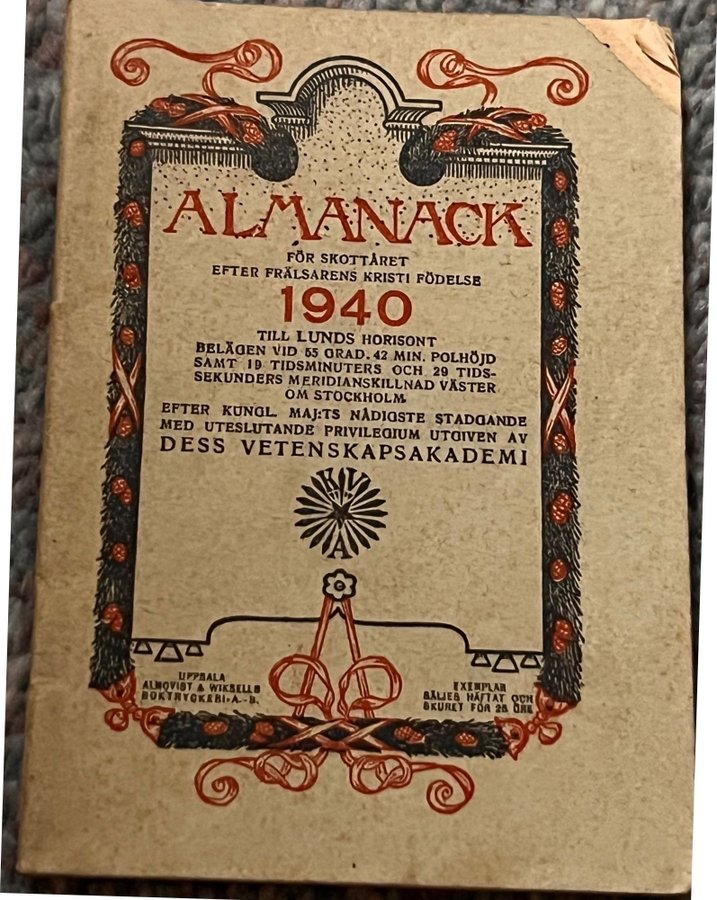 ALMANACK
FÖR SKOTTÅRET
EFTER FRÄLSARENS KRISTI FÖDELSE
1940
TILL LUNDS HORISONT
BELÄGEN VID 55 GRAD. 42 MIN. POLHÖJD
SAMT 19 TIDSMINUTERS OCH 29 TIDS-
SEKUNDERS MERIDIANSKILLNAD VÄSTER
OM STOCKHOLM.
EFTER KUNGL. MAJ:TS NÅDIGSTE STADGANDE
MED UTESLUTANDE PRIVILEGIUM UTGIVEN AV
DESS VETENSKAPSAKADEMI
K V
A
UPPSALA
ALMQVIST & WIKSELLS
BOKTRYCKERI-A.-B.
EXEMPLAR
SÄLJES HÄFTAT OCH
SKURET FÖR 25 ÖRE